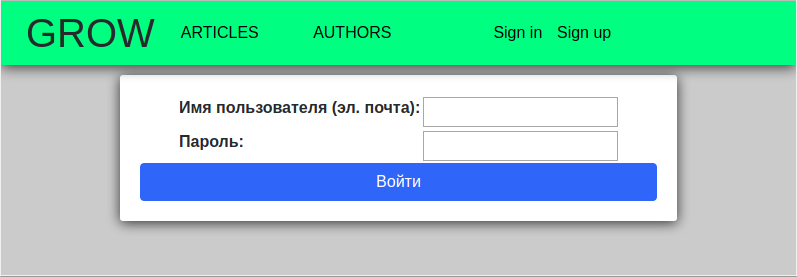 GROW ARTICLES AUTHORS Sign in Sign up
Имя пользователя (эл. почта):
Пароль:
Войти